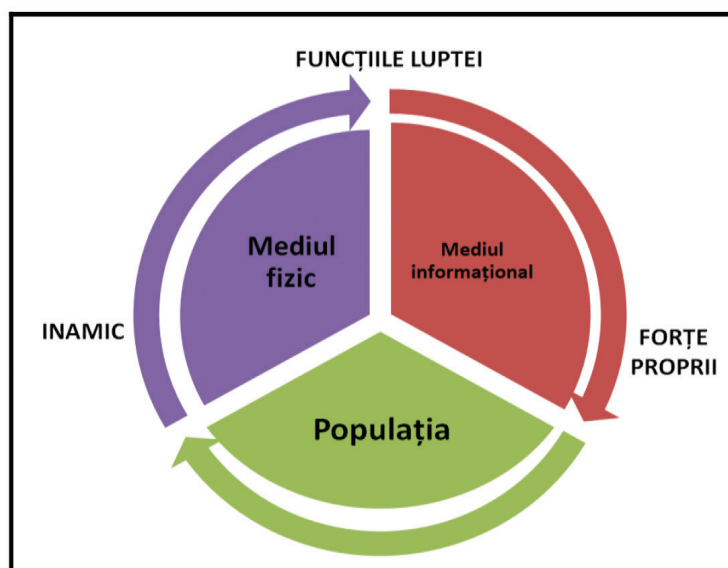 FUNCȚIILE LUPTEI
Mediul
fizic
Mediul
informațional
INAMIC
FORȚE
PROPRII
Populația